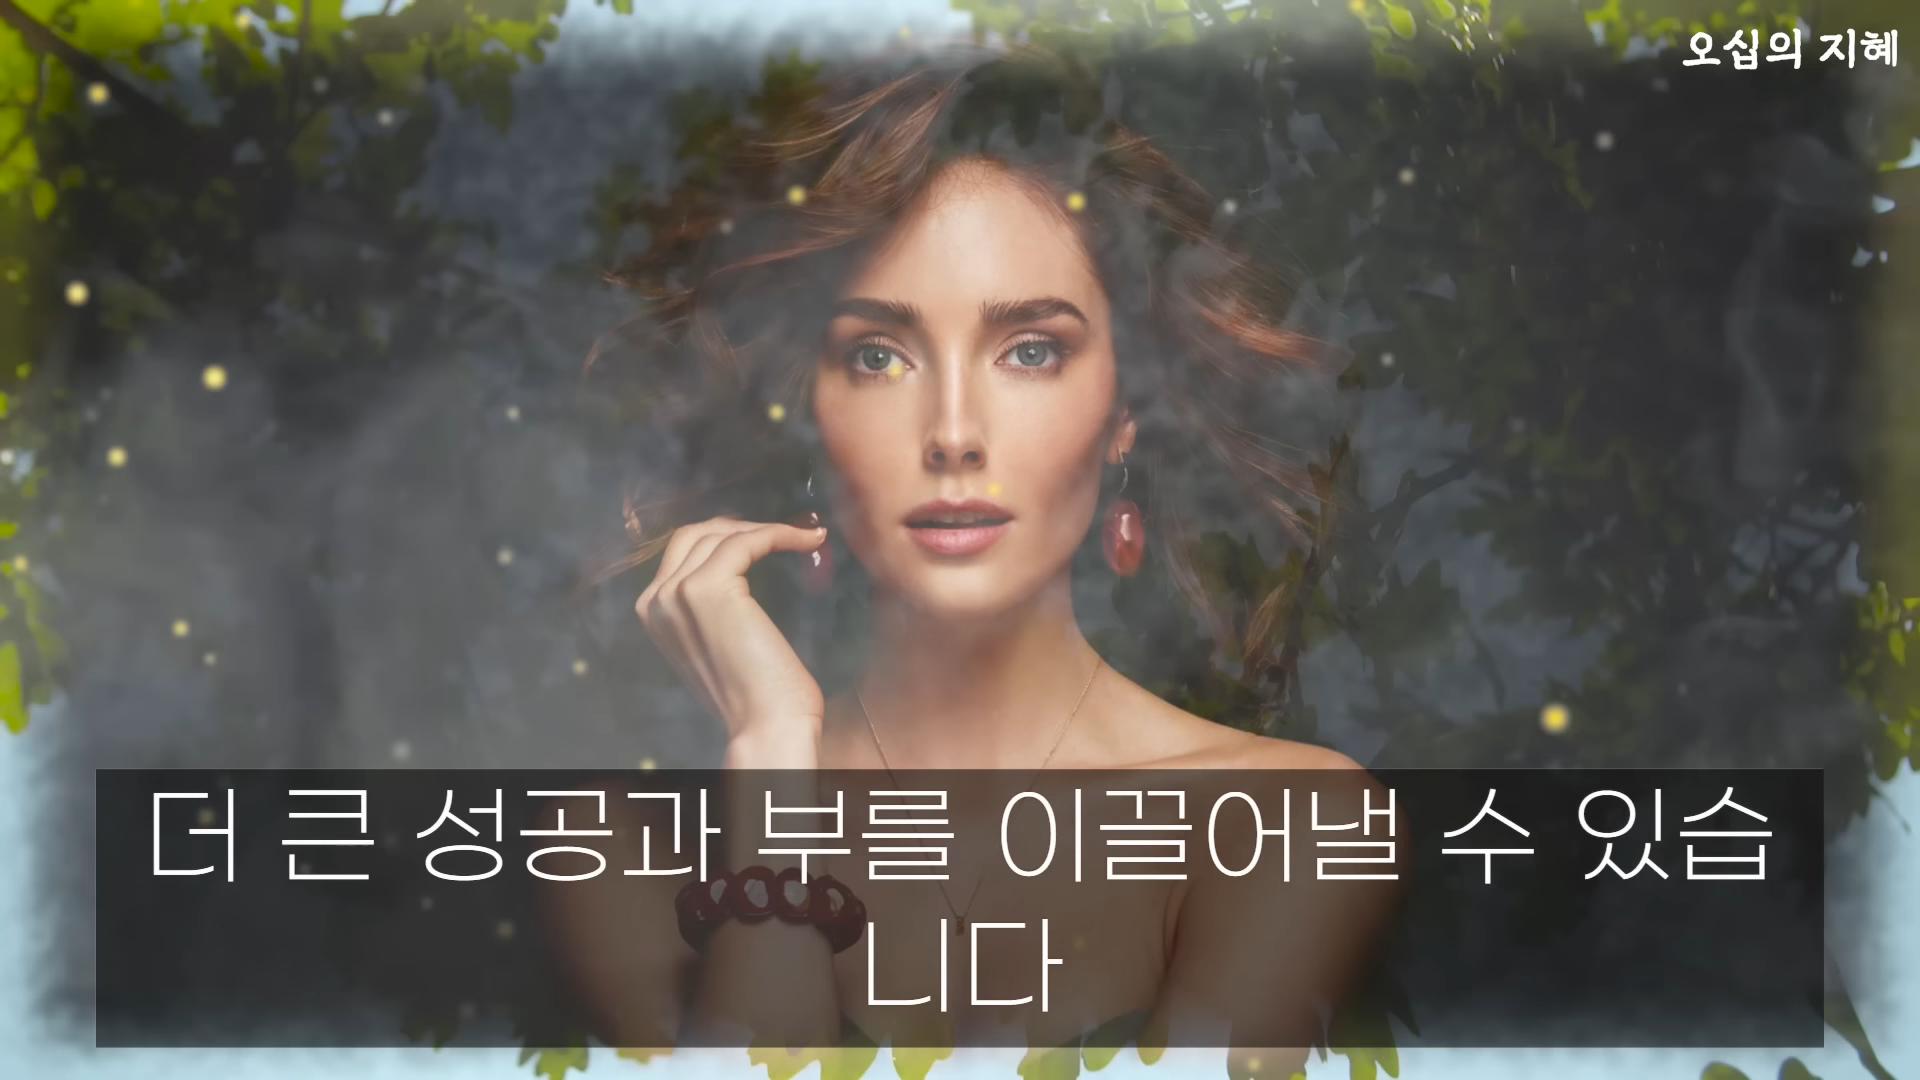 오십의 지혜
더 큰 성공과 부를 이끌어낼 수 있습
니다